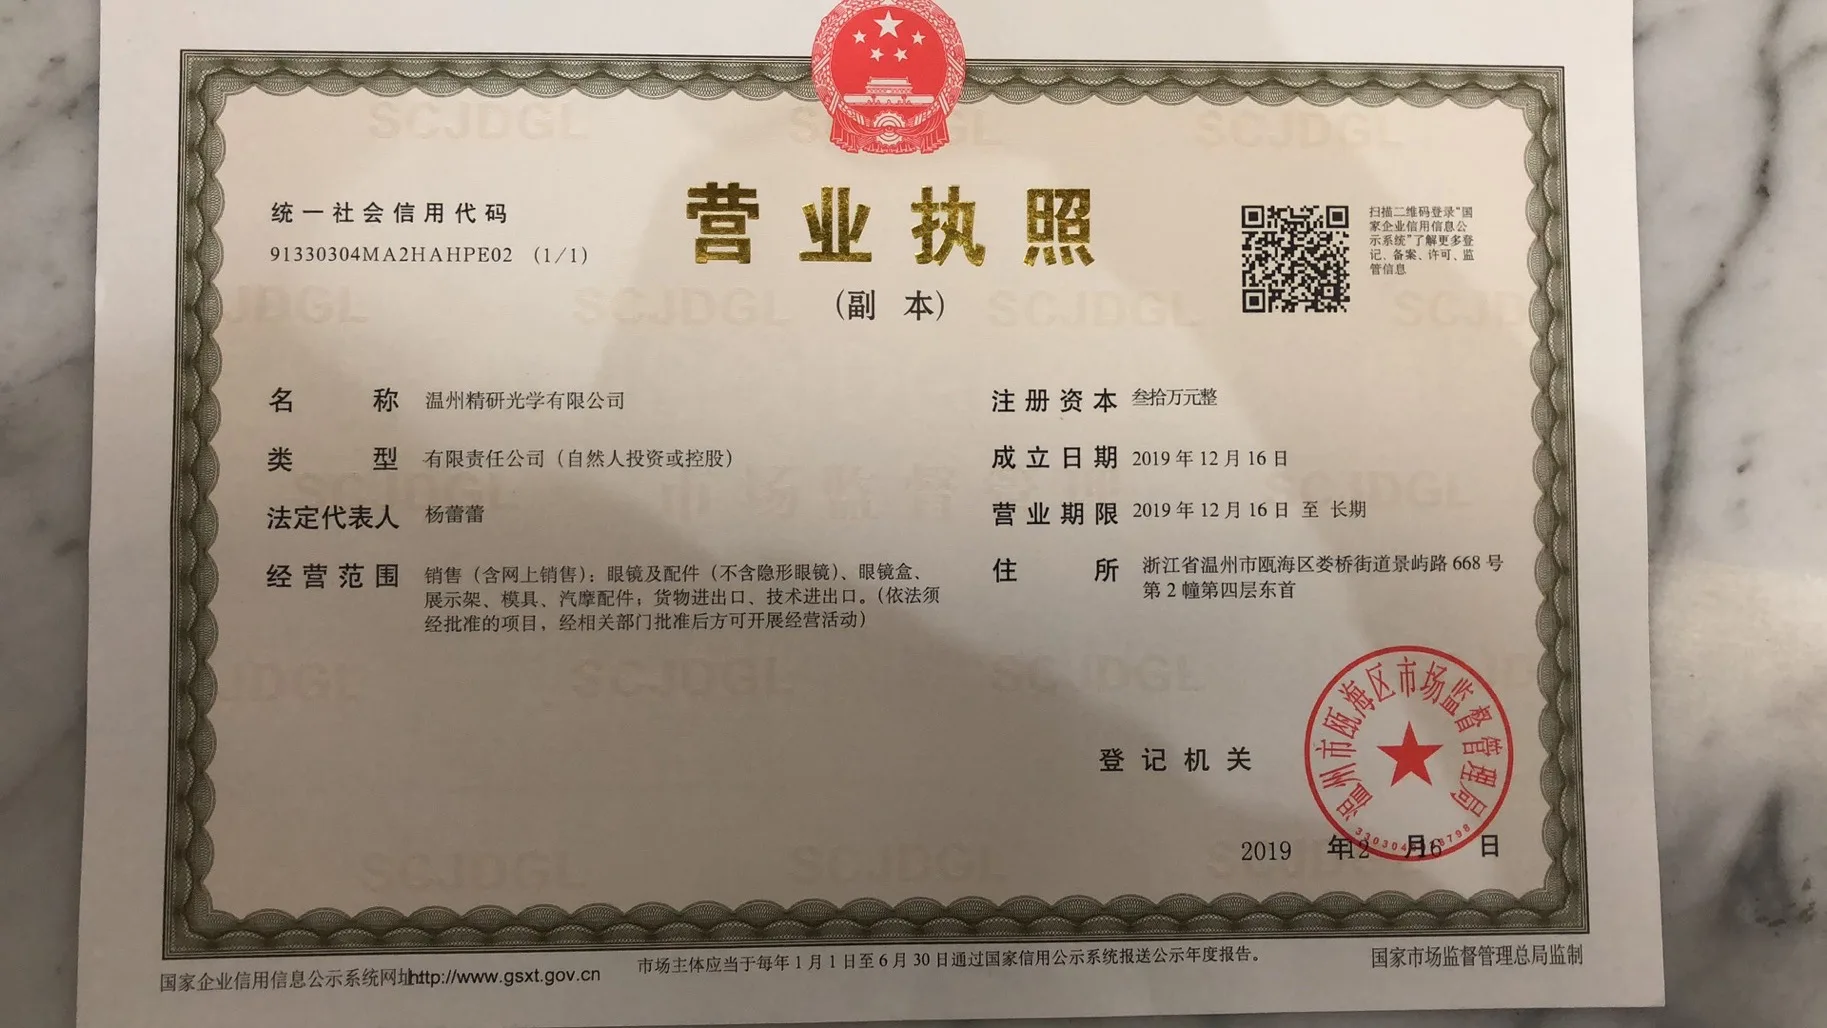 统一社会信用代码
91330304MA2HAHPE02 (1/1)
营业执照
(副 本)
扫描二维码登录“国
家企业信用信息公
示系统”了解更多登
记、备案、许可、监
管信息
名 称 温州精研光学有限公司
类 型 有限责任公司（自然人投资或控股）
法定代表人 杨蕾蕾
经营范围 销售（含网上销售）：眼镜及配件（不含隐形眼镜）、眼镜盒、
展示架、模具、汽摩配件；货物进出口、技术进出口。（依法须
经批准的项目，经相关部门批准后方可开展经营活动）
注册资本 叁拾万元整
成立日期 2019年12月16日
营业期限 2019年12月16日 至 长期
住 所 浙江省温州市瓯海区娄桥街道景屿路668号
第2幢第四层东首
登记机关
温州市瓯海区市场监督管理局
2019 年12 月16 日
国家企业信用信息公示系统网址http://www.gsxt.gov.cn
市场主体应当于每年1月1日至6月30日通过国家信用公示系统报送公示年度报告。
国家市场监督管理总局监制
SCJDGL
市场监督管理